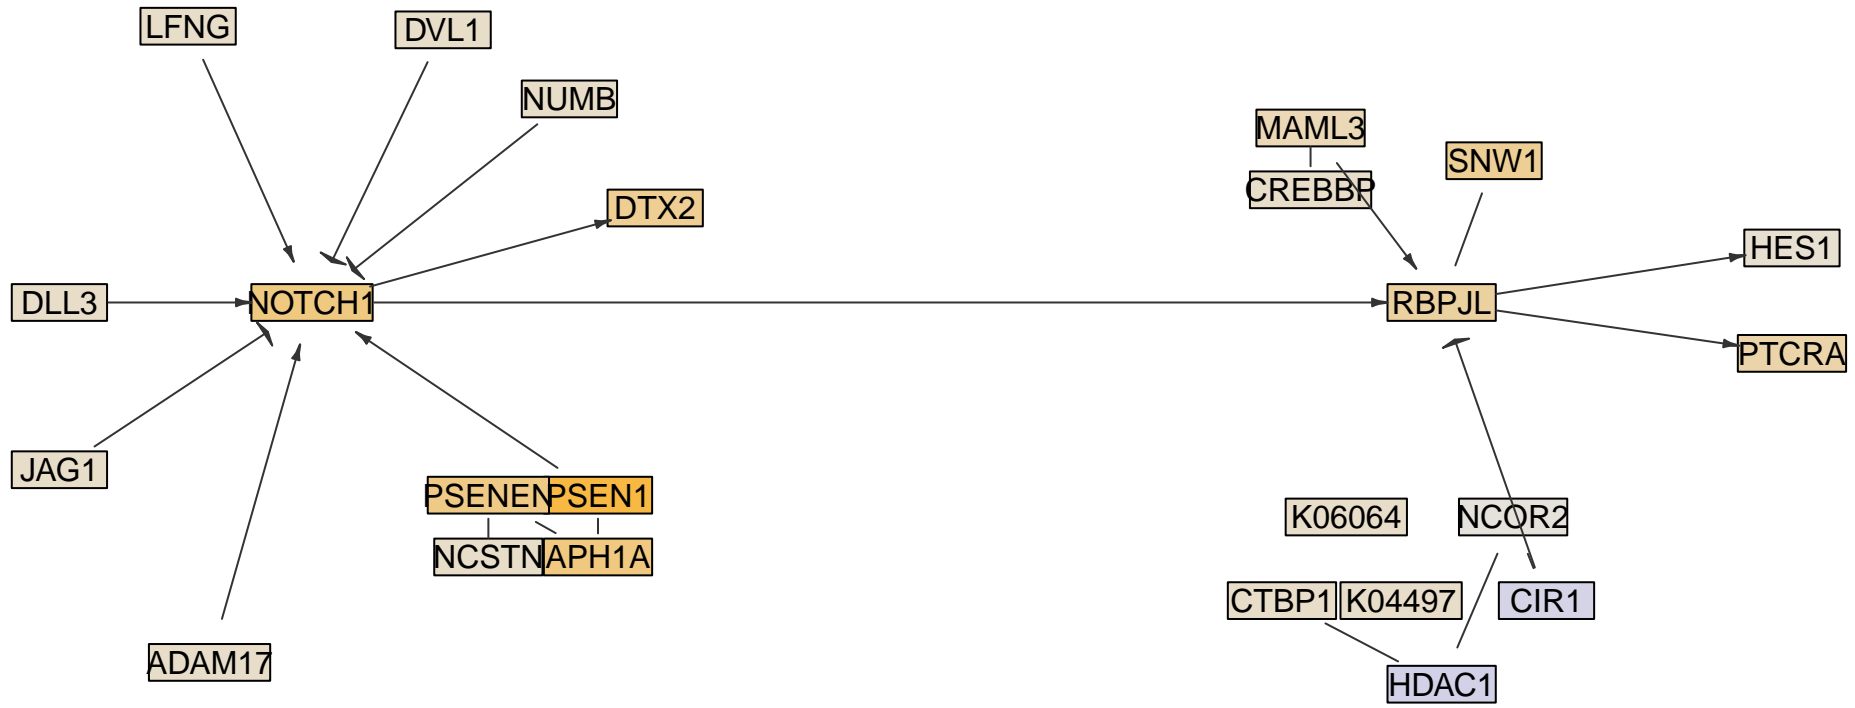 LFNG
DVL1
NUMB
MAML3
SNW1
CREBBP
DTX2
HES1
DLL3
NOTCH1
RBPJL
PTCRA
JAG1
PSENEN
PSEN1
K06064
NCOR2
NCSTN
APH1A
CTBP1
K04497
CIR1
ADAM17
HDAC1